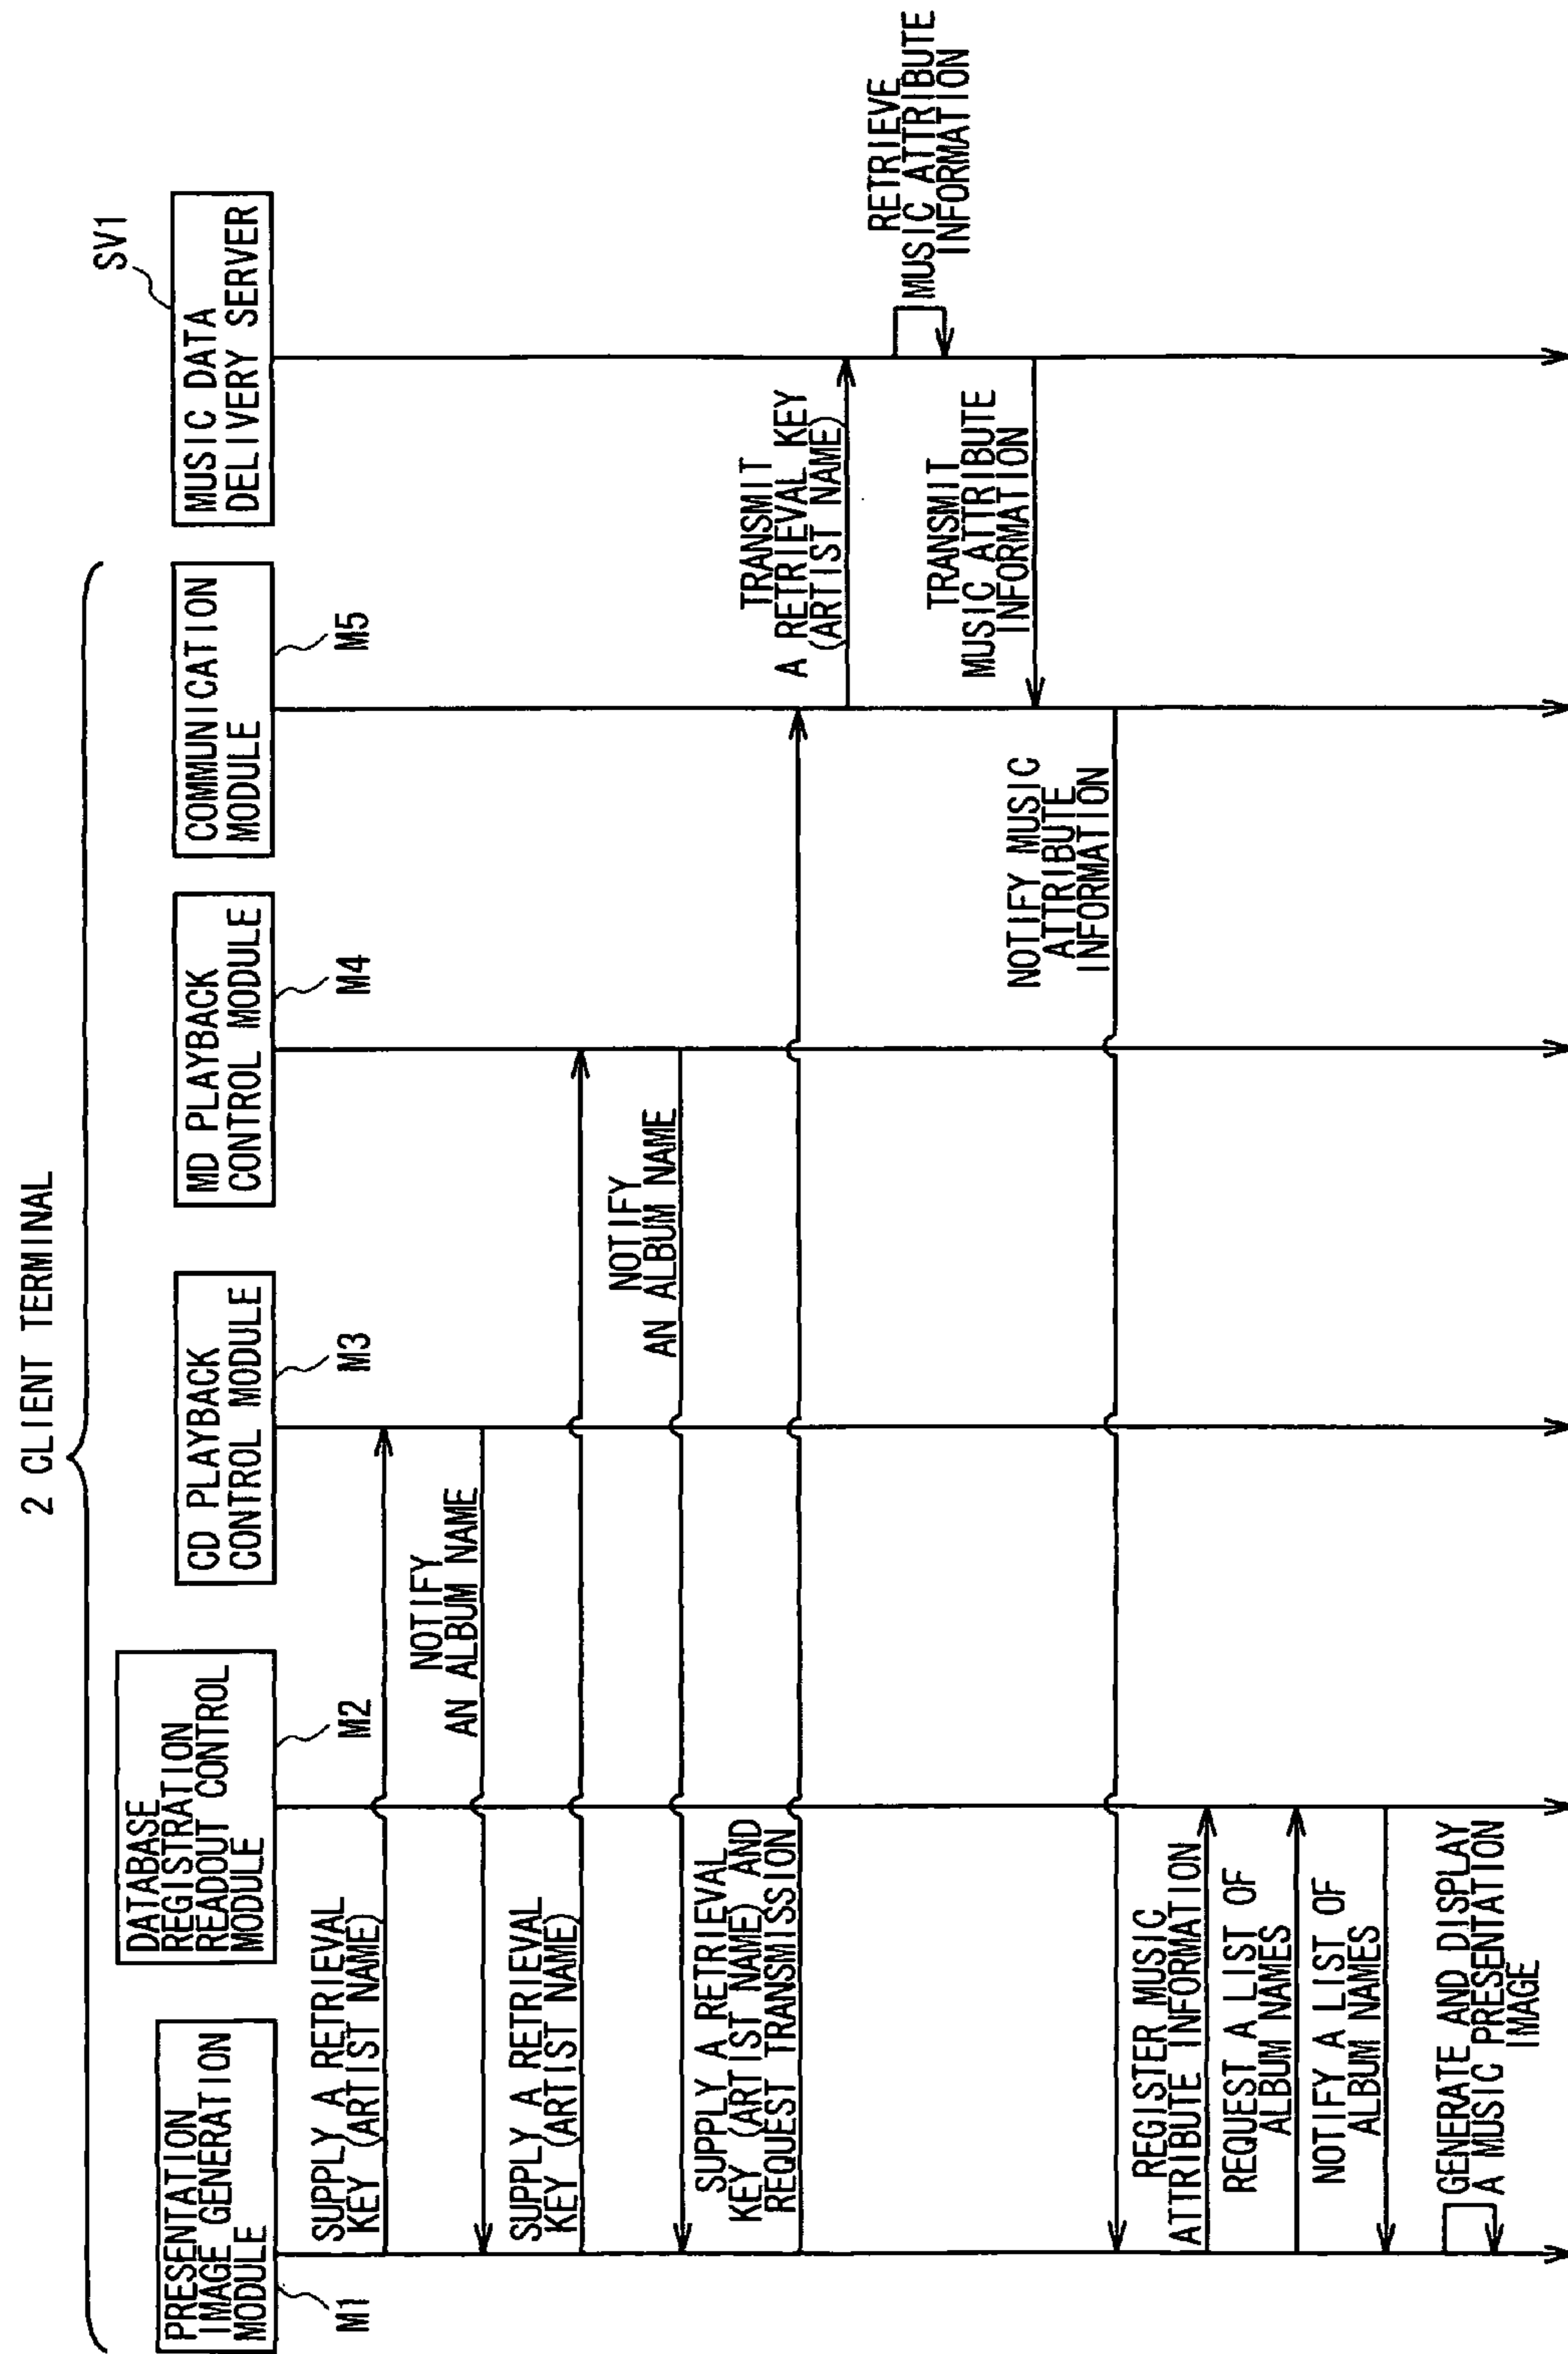 2 CLIENT TERMINAL
PRESENTATION
IMAGE GENERATION
MODULE
M1
DATABASE
REGISTRATION
READOUT CONTROL
MODULE
M2
CD PLAYBACK
CONTROL MODULE
M3
MD PLAYBACK
CONTROL MODULE
M4
COMMUNICATION
MODULE
M5
MUSIC DATA
DELIVERY SERVER
SV1
SUPPLY A RETRIEVAL
KEY (ARTIST NAME)
NOTIFY
AN ALBUM NAME
SUPPLY A RETRIEVAL
KEY (ARTIST NAME)
NOTIFY
AN ALBUM NAME
SUPPLY A RETRIEVAL
KEY (ARTIST NAME) AND
REQUEST TRANSMISSION
TRANSMIT
A RETRIEVAL KEY
(ARTIST NAME)
RETRIEVE
MUSIC ATTRIBUTE
INFORMATION
TRANSMIT
MUSIC ATTRIBUTE
INFORMATION
NOTIFY MUSIC
ATTRIBUTE
INFORMATION
REGISTER MUSIC
ATTRIBUTE INFORMATION
REQUEST A LIST OF
ALBUM NAMES
NOTIFY A LIST OF
ALBUM NAMES
GENERATE AND DISPLAY
A MUSIC PRESENTATION
IMAGE